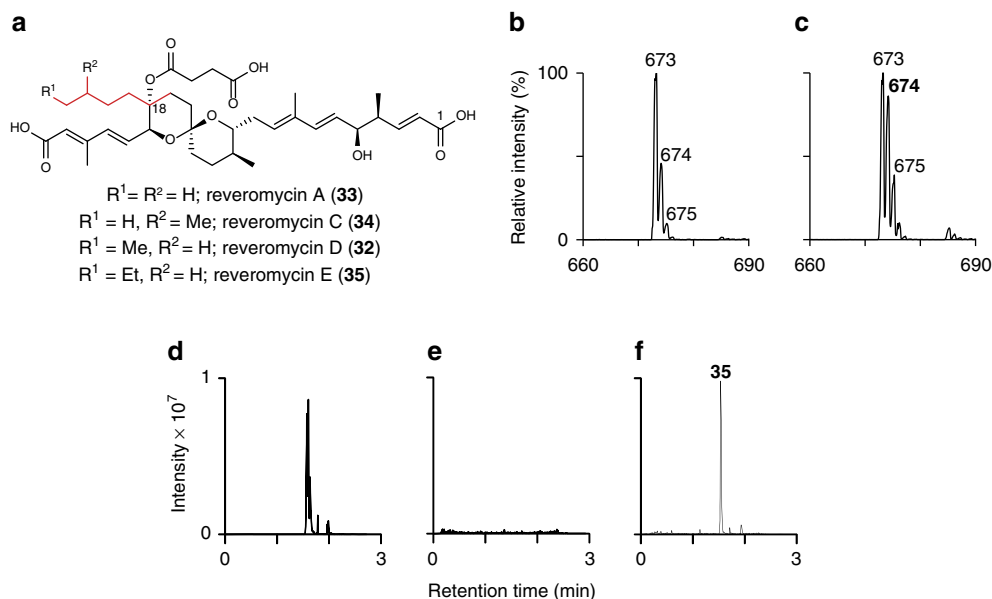 a
R¹
R²
O
O
OH
O
18
HO
O
O
O
OH
1
OH
O
R¹ = R² = H; reveromycin A (33)
R¹ = H, R² = Me; reveromycin C (34)
R¹ = Me, R² = H; reveromycin D (32)
R¹ = Et, R² = H; reveromycin E (35)
b
Relative intensity (%)
100
0
673
674
675
660
690
c
673
674
675
660
690
d
Intensity × 10⁷
1
0
0
3
e
0
3
f
35
0
3
Retention time (min)